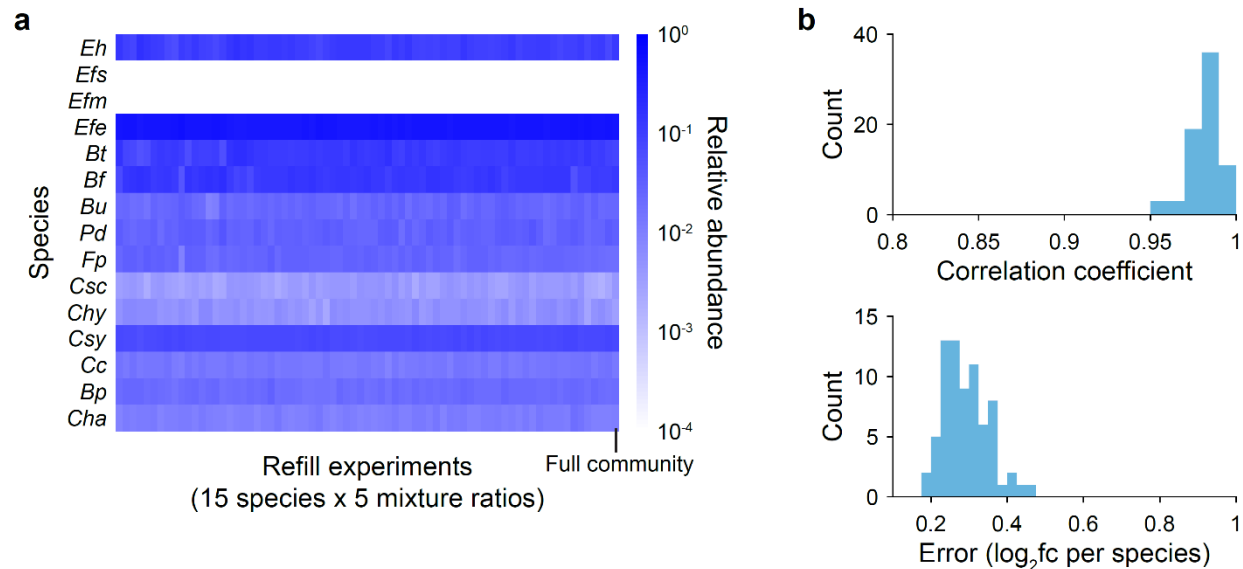 a
Species
Eh
Efs
Efm
Efe
Bt
Bf
Bu
Pd
Fp
Csc
Chy
Csy
Cc
Bp
Cha
10^0
10^-1
10^-2
10^-3
10^-4
Relative abundance
Full community
Refill experiments
(15 species x 5 mixture ratios)
b
Count
40
20
0
0.8 0.85 0.9 0.95 1
Correlation coefficient
Count
15
10
5
0
0.2 0.4 0.6 0.8 1
Error (log₂fc per species)